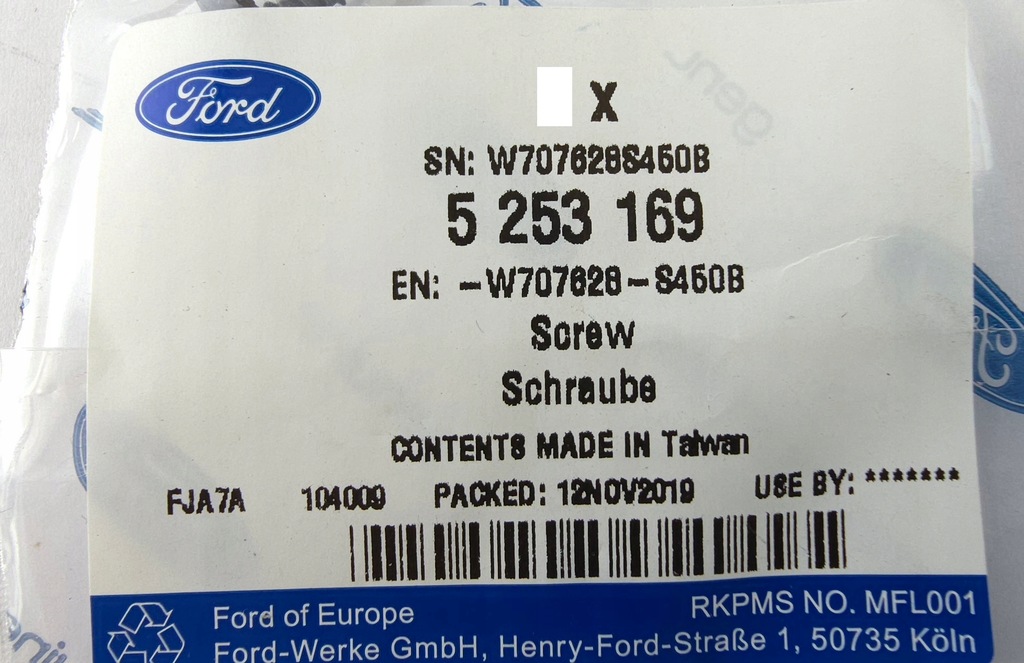 Ford
X
SN: W707628S450B
5 253 169
EN: -W707628-S450B
Screw
Schraube
CONTENTS MADE IN Taiwan
FJA7A 104009 PACKED: 12NOV2019 USE BY: *******
Ford of Europe RKPMS NO. MFL001
Ford-Werke GmbH, Henry-Ford-Straße 1, 50735 Köln